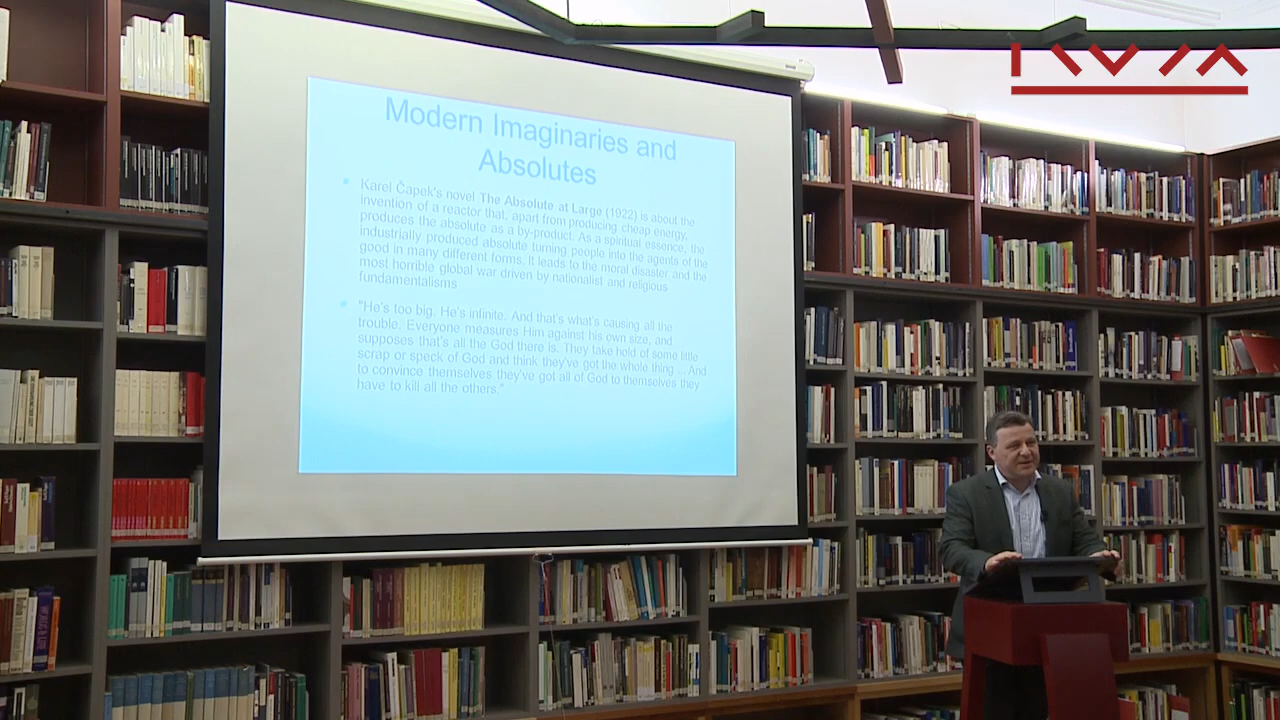 Modern Imaginaries and
Absolutes
Karel Čapek's novel The Absolute at Large (1922) is about the
invention of a reactor that, apart from producing cheap energy,
produces the absolute as a by-product. As a spiritual essence, the
industrially produced absolute turning people into the agents of the
good in many different forms. It leads to the moral disaster and the
most horrible global war driven by nationalist and religious
fundamentalisms
"He's too big. He's infinite. And that's what's causing all the
trouble. Everyone measures Him against his own size, and
supposes that's all the God there is. They take hold of some little
scrap or speck of God and think they've got the whole thing ... And
to convince themselves they've got all of God to themselves they
have to kill all the others."